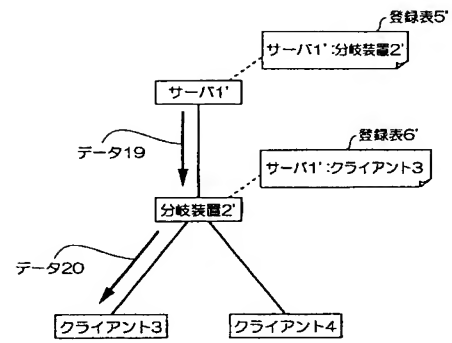 登録表5'
サーバ1':分岐装置2'
サーバ1'
登録表6'
データ19
サーバ1':クライアント3
分岐装置2'
データ20
クライアント3
クライアント4